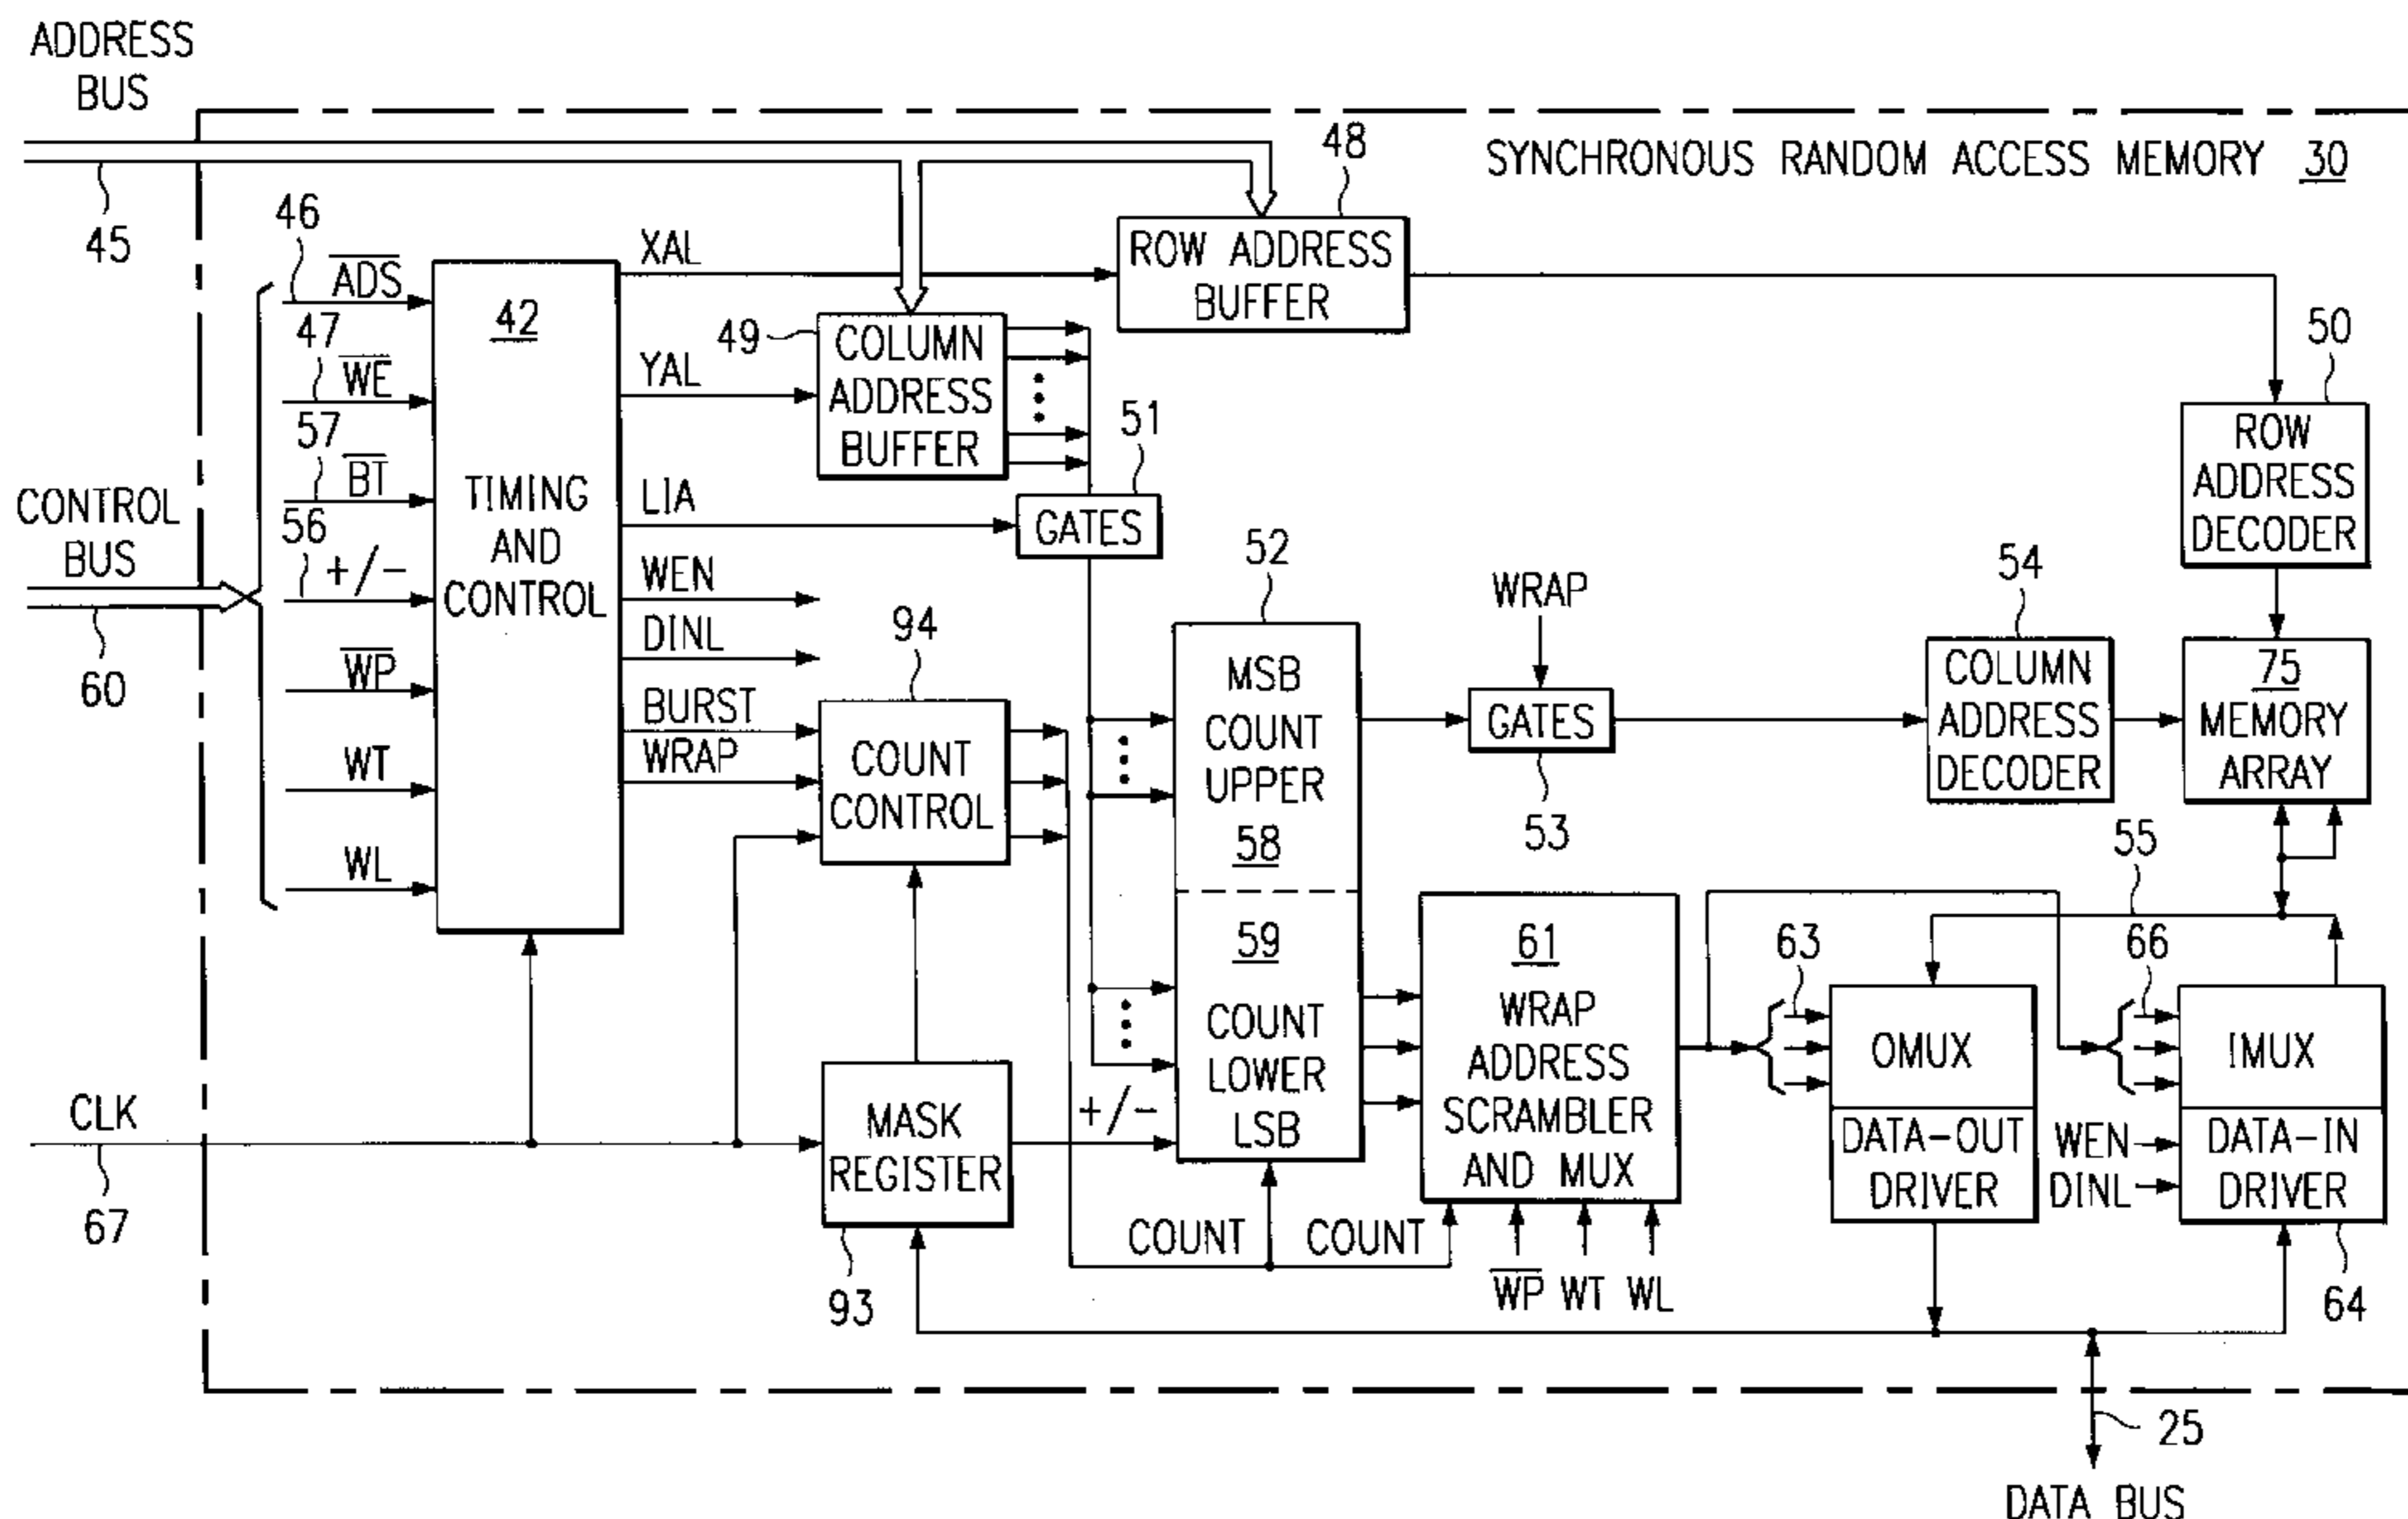 ADDRESS
BUS
SYNCHRONOUS RANDOM ACCESS MEMORY 30
45
46
ADS
47
WE
57
BT
56
+/-
WP
WT
WL
CONTROL
BUS
60
42
TIMING
AND
CONTROL
XAL
YAL
LIA
WEN
DINL
BURST
WRAP
48
ROW ADDRESS
BUFFER
49
COLUMN
ADDRESS
BUFFER
51
GATES
50
ROW
ADDRESS
DECODER
94
COUNT
CONTROL
52
MSB
COUNT
UPPER
58
59
COUNT
LOWER
LSB
WRAP
GATES
53
54
COLUMN
ADDRESS
DECODER
75
MEMORY
ARRAY
55
61
WRAP
ADDRESS
SCRAMBLER
AND MUX
63
OMUX
DATA-OUT
DRIVER
66
IMUX
WEN
DINL
DATA-IN
DRIVER
64
CLK
67
MASK
REGISTER
93
+/-
COUNT
COUNT
WP WT WL
25
DATA BUS